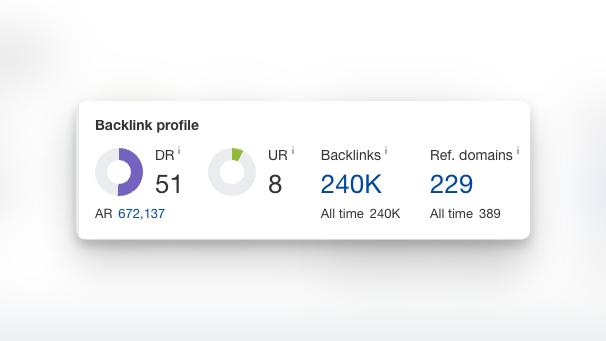 Backlink profile
DR i UR i Backlinks i Ref. domains i
51 8 240K 229
AR 672,137 All time 240K All time 389